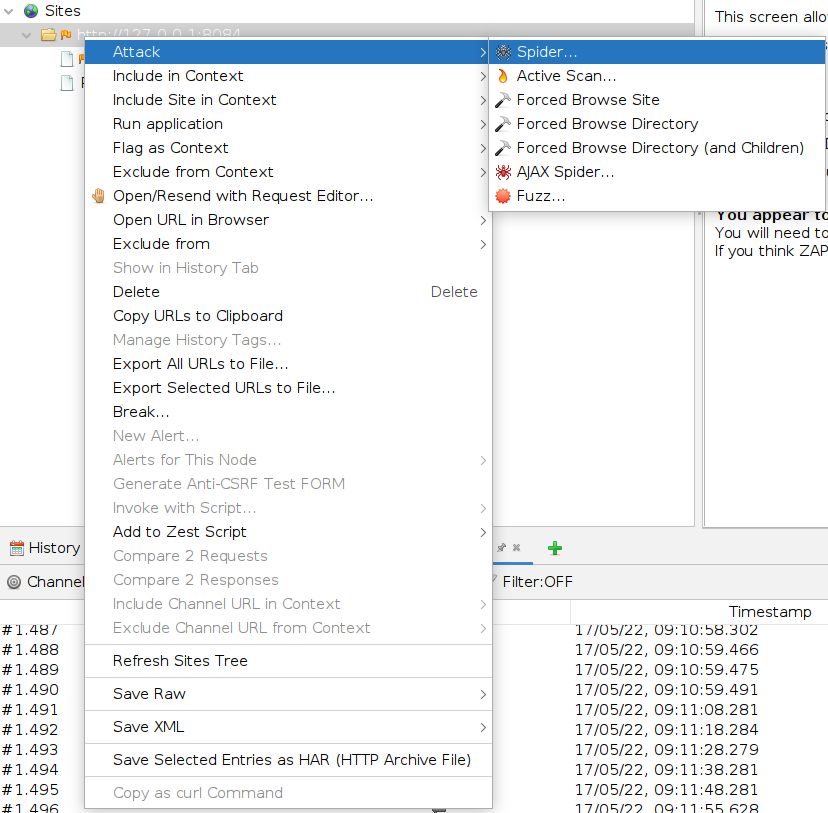 Sites
This screen allo
http://127.0.0.1:8084
Attack
Spider...
Include in Context
Active Scan...
Include Site in Context
Forced Browse Site
Run application
Forced Browse Directory
Flag as Context
Forced Browse Directory (and Children)
Exclude from Context
AJAX Spider...
Open/Resend with Request Editor...
Fuzz...
You appear to
Open URL in Browser
You will need to
Exclude from
If you think ZAP
Show in History Tab
Delete Delete
Copy URLs to Clipboard
Manage History Tags...
Export All URLs to File...
Export Selected URLs to File...
Break...
New Alert...
Alerts for This Node
Generate Anti-CSRF Test FORM
Invoke with Script...
Add to Zest Script
History
Compare 2 Requests
Compare 2 Responses
Channel
Filter:OFF
Include Channel URL in Context
Timestamp
Exclude Channel URL from Context
#1.487 17/05/22, 09:10:58.302
#1.488 17/05/22, 09:10:59.466
Refresh Sites Tree
#1.489 17/05/22, 09:10:59.475
#1.490 17/05/22, 09:10:59.491
Save Raw
#1.491 17/05/22, 09:11:08.281
#1.492 17/05/22, 09:11:18.284
Save XML
#1.493 17/05/22, 09:11:28.279
Save Selected Entries as HAR (HTTP Archive File)
#1.494 17/05/22, 09:11:38.281
#1.495 17/05/22, 09:11:48.281
Copy as curl Command
#1.496 17/05/22, 09:11:55.628